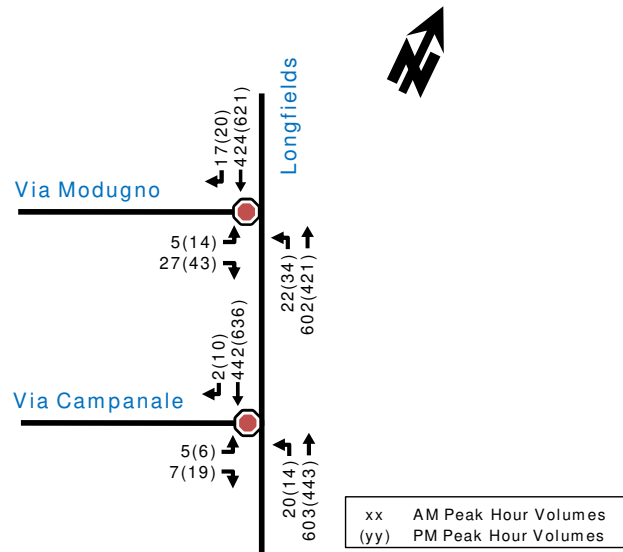 Longfields
17(20)
424(621)
Via Modugno
5(14)
27(43)
22(34)
602(421)
2(10)
442(636)
Via Campanale
5(6)
7(19)
20(14)
603(443)
xx AM Peak Hour Volumes
(yy) PM Peak Hour Volumes